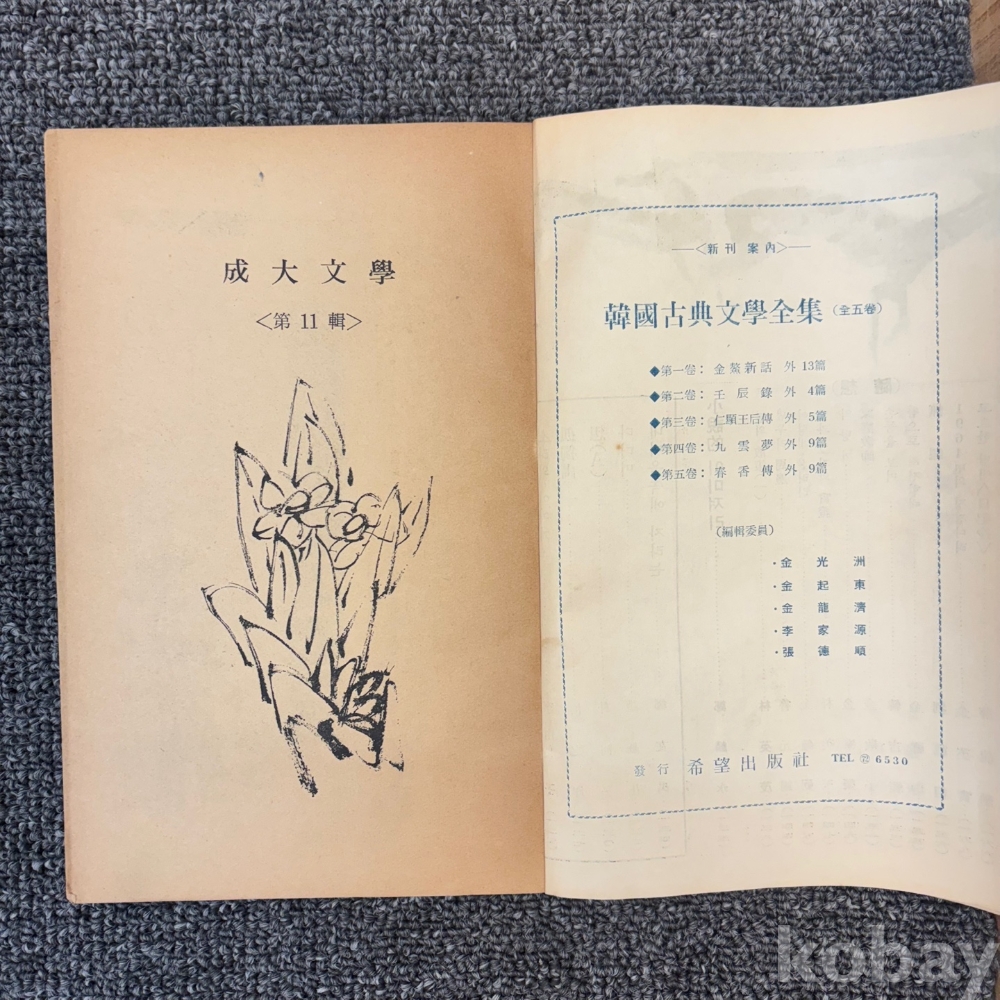 成大文學
<第 11 輯>
—<新刊 案內>—
韓國古典文學全集 (全五卷)
◆第一卷: 金鰲新話 外 13篇
◆第二卷: 壬辰錄 外 4篇
◆第三卷: 仁顯王后傳 外 5篇
◆第四卷: 九雲夢 外 9篇
◆第五卷: 春香傳 外 9篇
(編輯委員)
·金光洲
·金起東
·金龍濟
·李家源
·張德順
發行 希望出版社 TEL ㉒ 6530
kobay